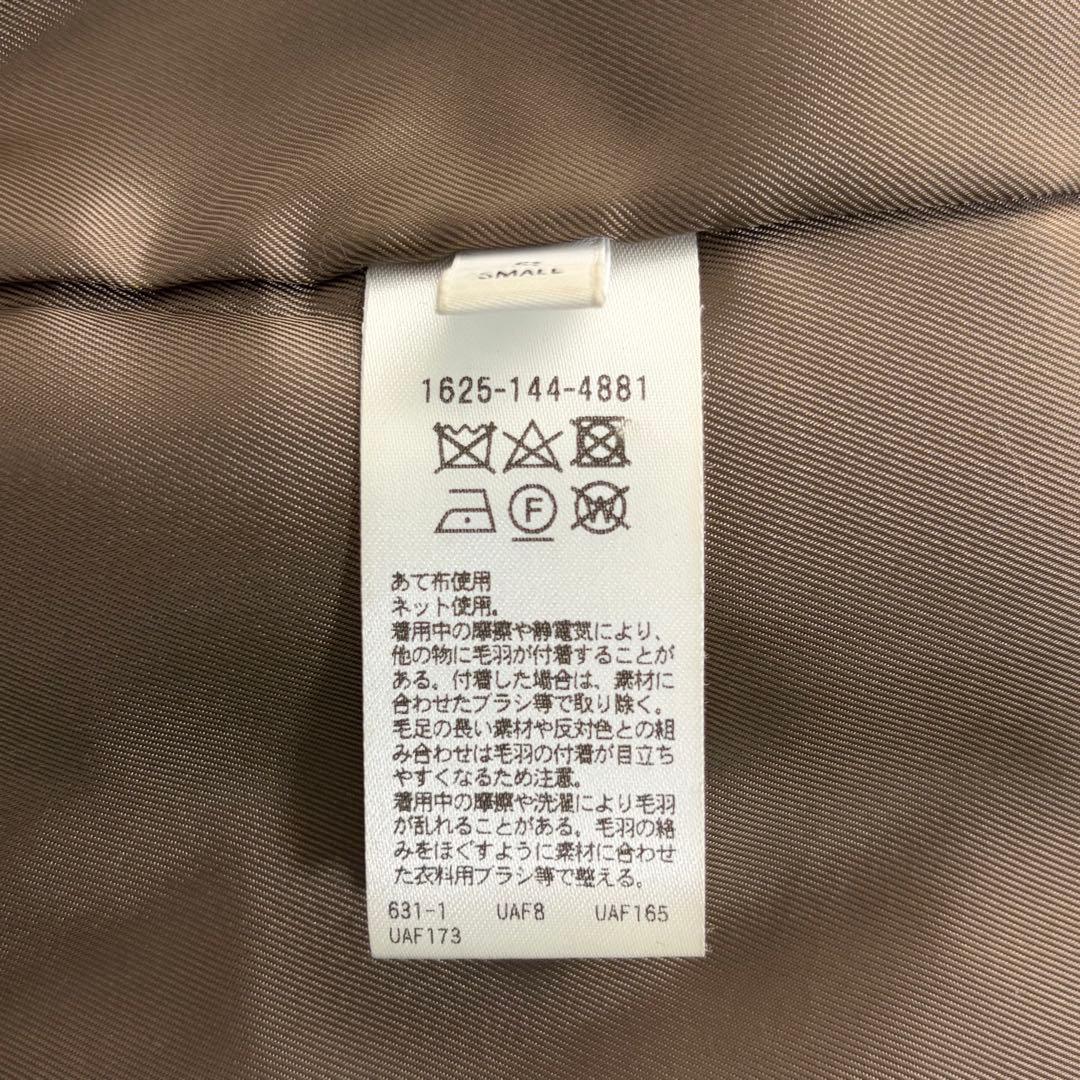 SMALL
1625-144-4881
F W
あて布使用
ネット使用。
着用中の摩擦や静電気により、
他の物に毛羽が付着することが
ある。付着した場合は、素材に
合わせたブラシ等で取り除く。
毛足の長い素材や反対色との組
み合わせは毛羽の付着が目立ち
やすくなるため注意。
着用中の摩擦や洗濯により毛羽
が乱れることがある。毛羽の絡
みをほぐすように素材に合わせ
た衣料用ブラシ等で整える。
631-1 UAF8 UAF165
UAF173